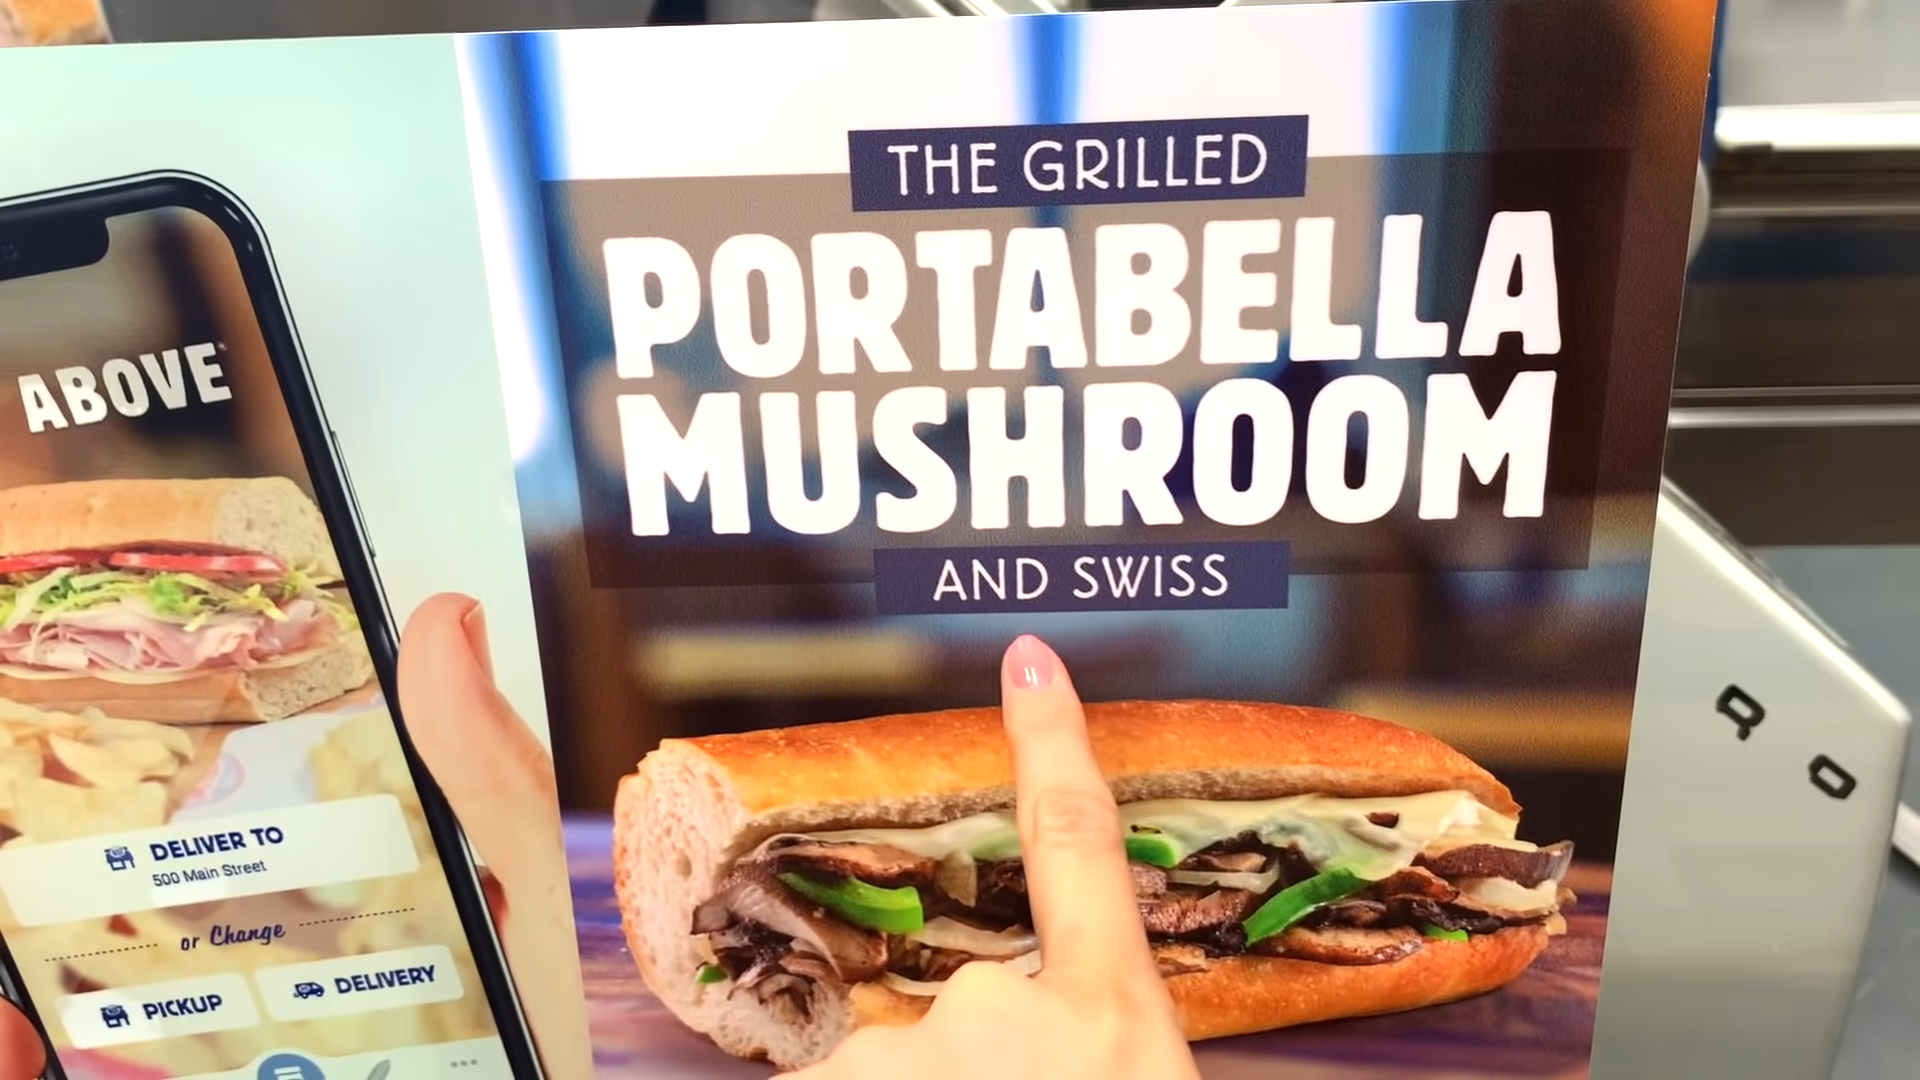 ABOVE
DELIVER TO
500 Main Street
or Change
PICKUP
DELIVERY
THE GRILLED
PORTABELLA
MUSHROOM
AND SWISS
R O